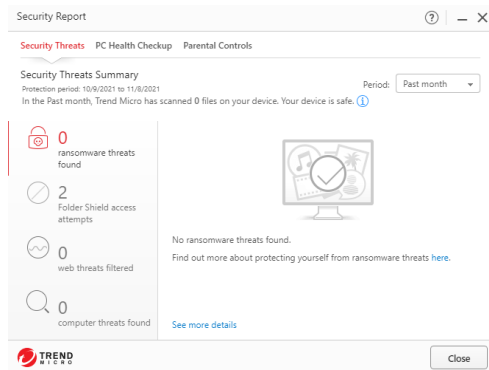 Security Report
Security Threats PC Health Checkup Parental Controls
Security Threats Summary
Protection period: 10/9/2021 to 11/8/2021
Period: Past month
In the Past month, Trend Micro has scanned 0 files on your device. Your device is safe.
0
ransomware threats
found
2
Folder Shield access
attempts
0
web threats filtered
0
computer threats found
No ransomware threats found.
Find out more about protecting yourself from ransomware threats here.
See more details
TREND
MICRO
Close